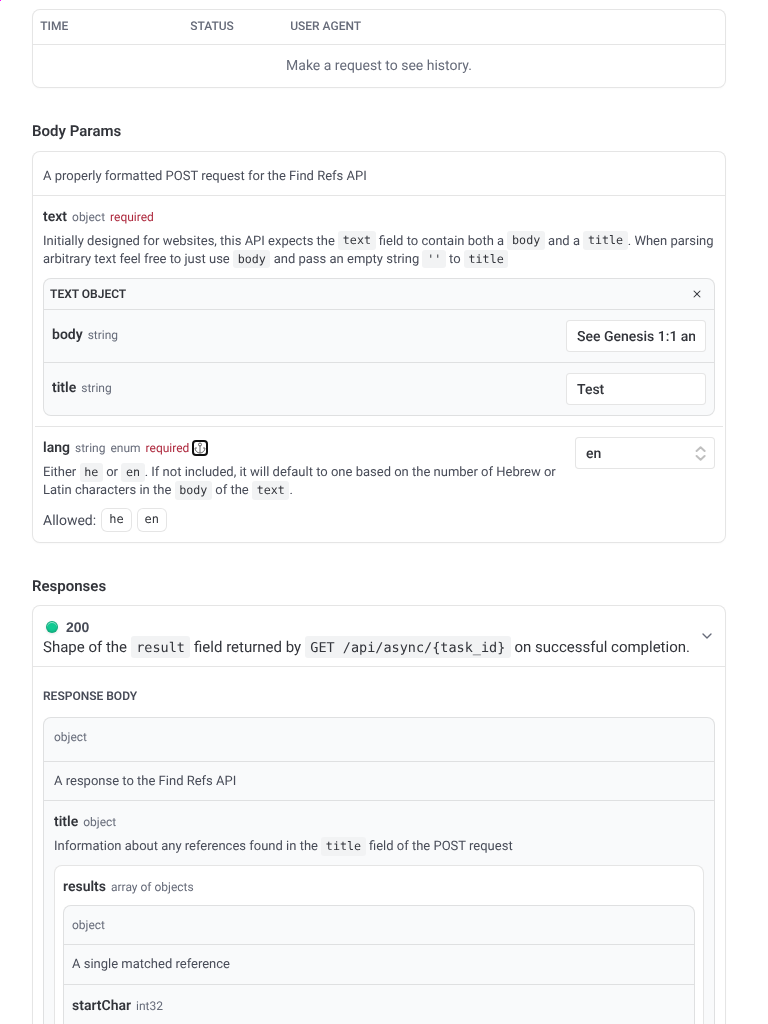 TIME STATUS USER AGENT
Make a request to see history.
Body Params
A properly formatted POST request for the Find Refs API
text object required
Initially designed for websites, this API expects the text field to contain both a body and a title . When parsing
arbitrary text feel free to just use body and pass an empty string '' to title
TEXT OBJECT
body string See Genesis 1:1 an
title string Test
lang string enum required en
Either he or en . If not included, it will default to one based on the number of Hebrew or
Latin characters in the body of the text .
Allowed: he en
Responses
200
Shape of the result field returned by GET /api/async/{task_id} on successful completion.
RESPONSE BODY
object
A response to the Find Refs API
title object
Information about any references found in the title field of the POST request
results array of objects
object
A single matched reference
startChar int32